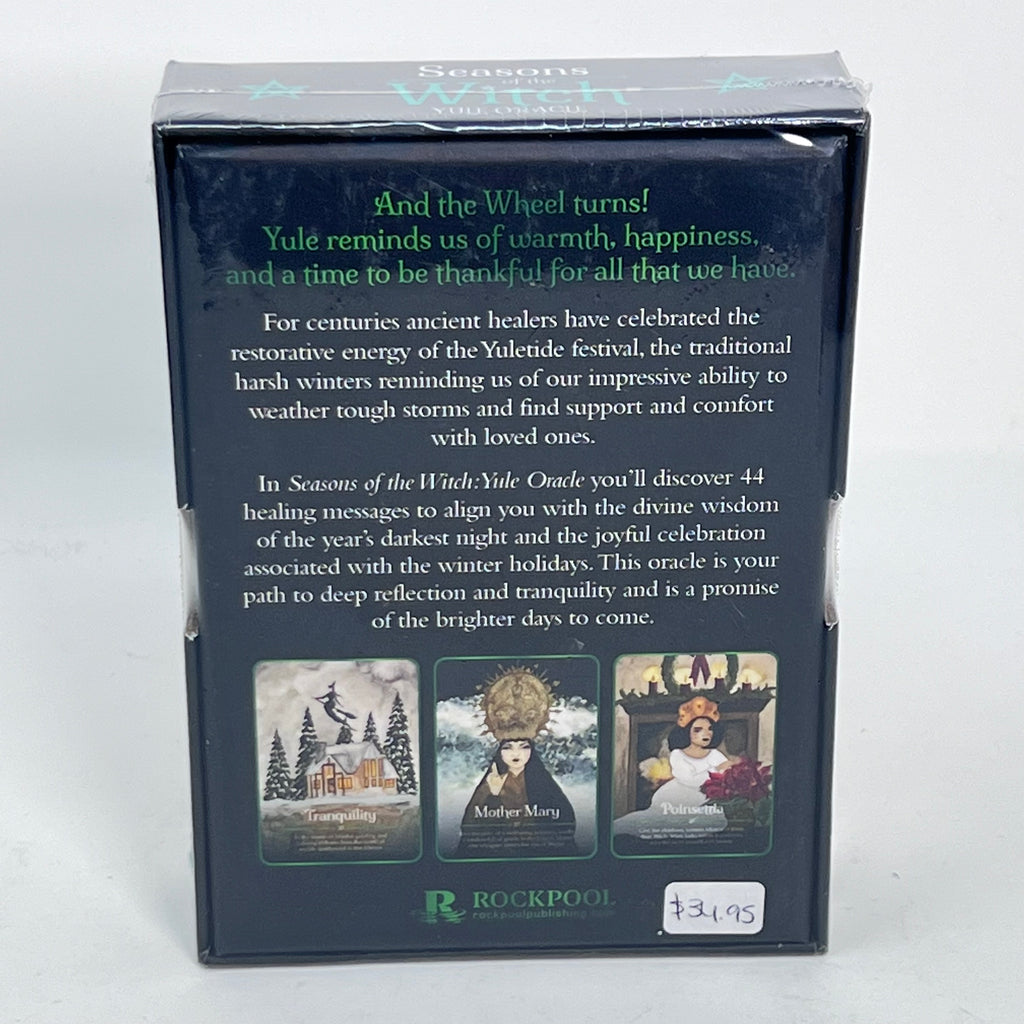 Seasons
of the
Witch
YULE ORACLE
And the Wheel turns!
Yule reminds us of warmth, happiness,
and a time to be thankful for all that we have.
For centuries ancient healers have celebrated the
restorative energy of the Yuletide festival, the traditional
harsh winters reminding us of our impressive ability to
weather tough storms and find support and comfort
with loved ones.
In Seasons of the Witch: Yule Oracle you'll discover 44
healing messages to align you with the divine wisdom
of the year's darkest night and the joyful celebration
associated with the winter holidays. This oracle is your
path to deep reflection and tranquility and is a promise
of the brighter days to come.
Tranquility
Mother Mary
Poinsettia
ROCKPOOL
rockpoolpublishing.com
$34.95